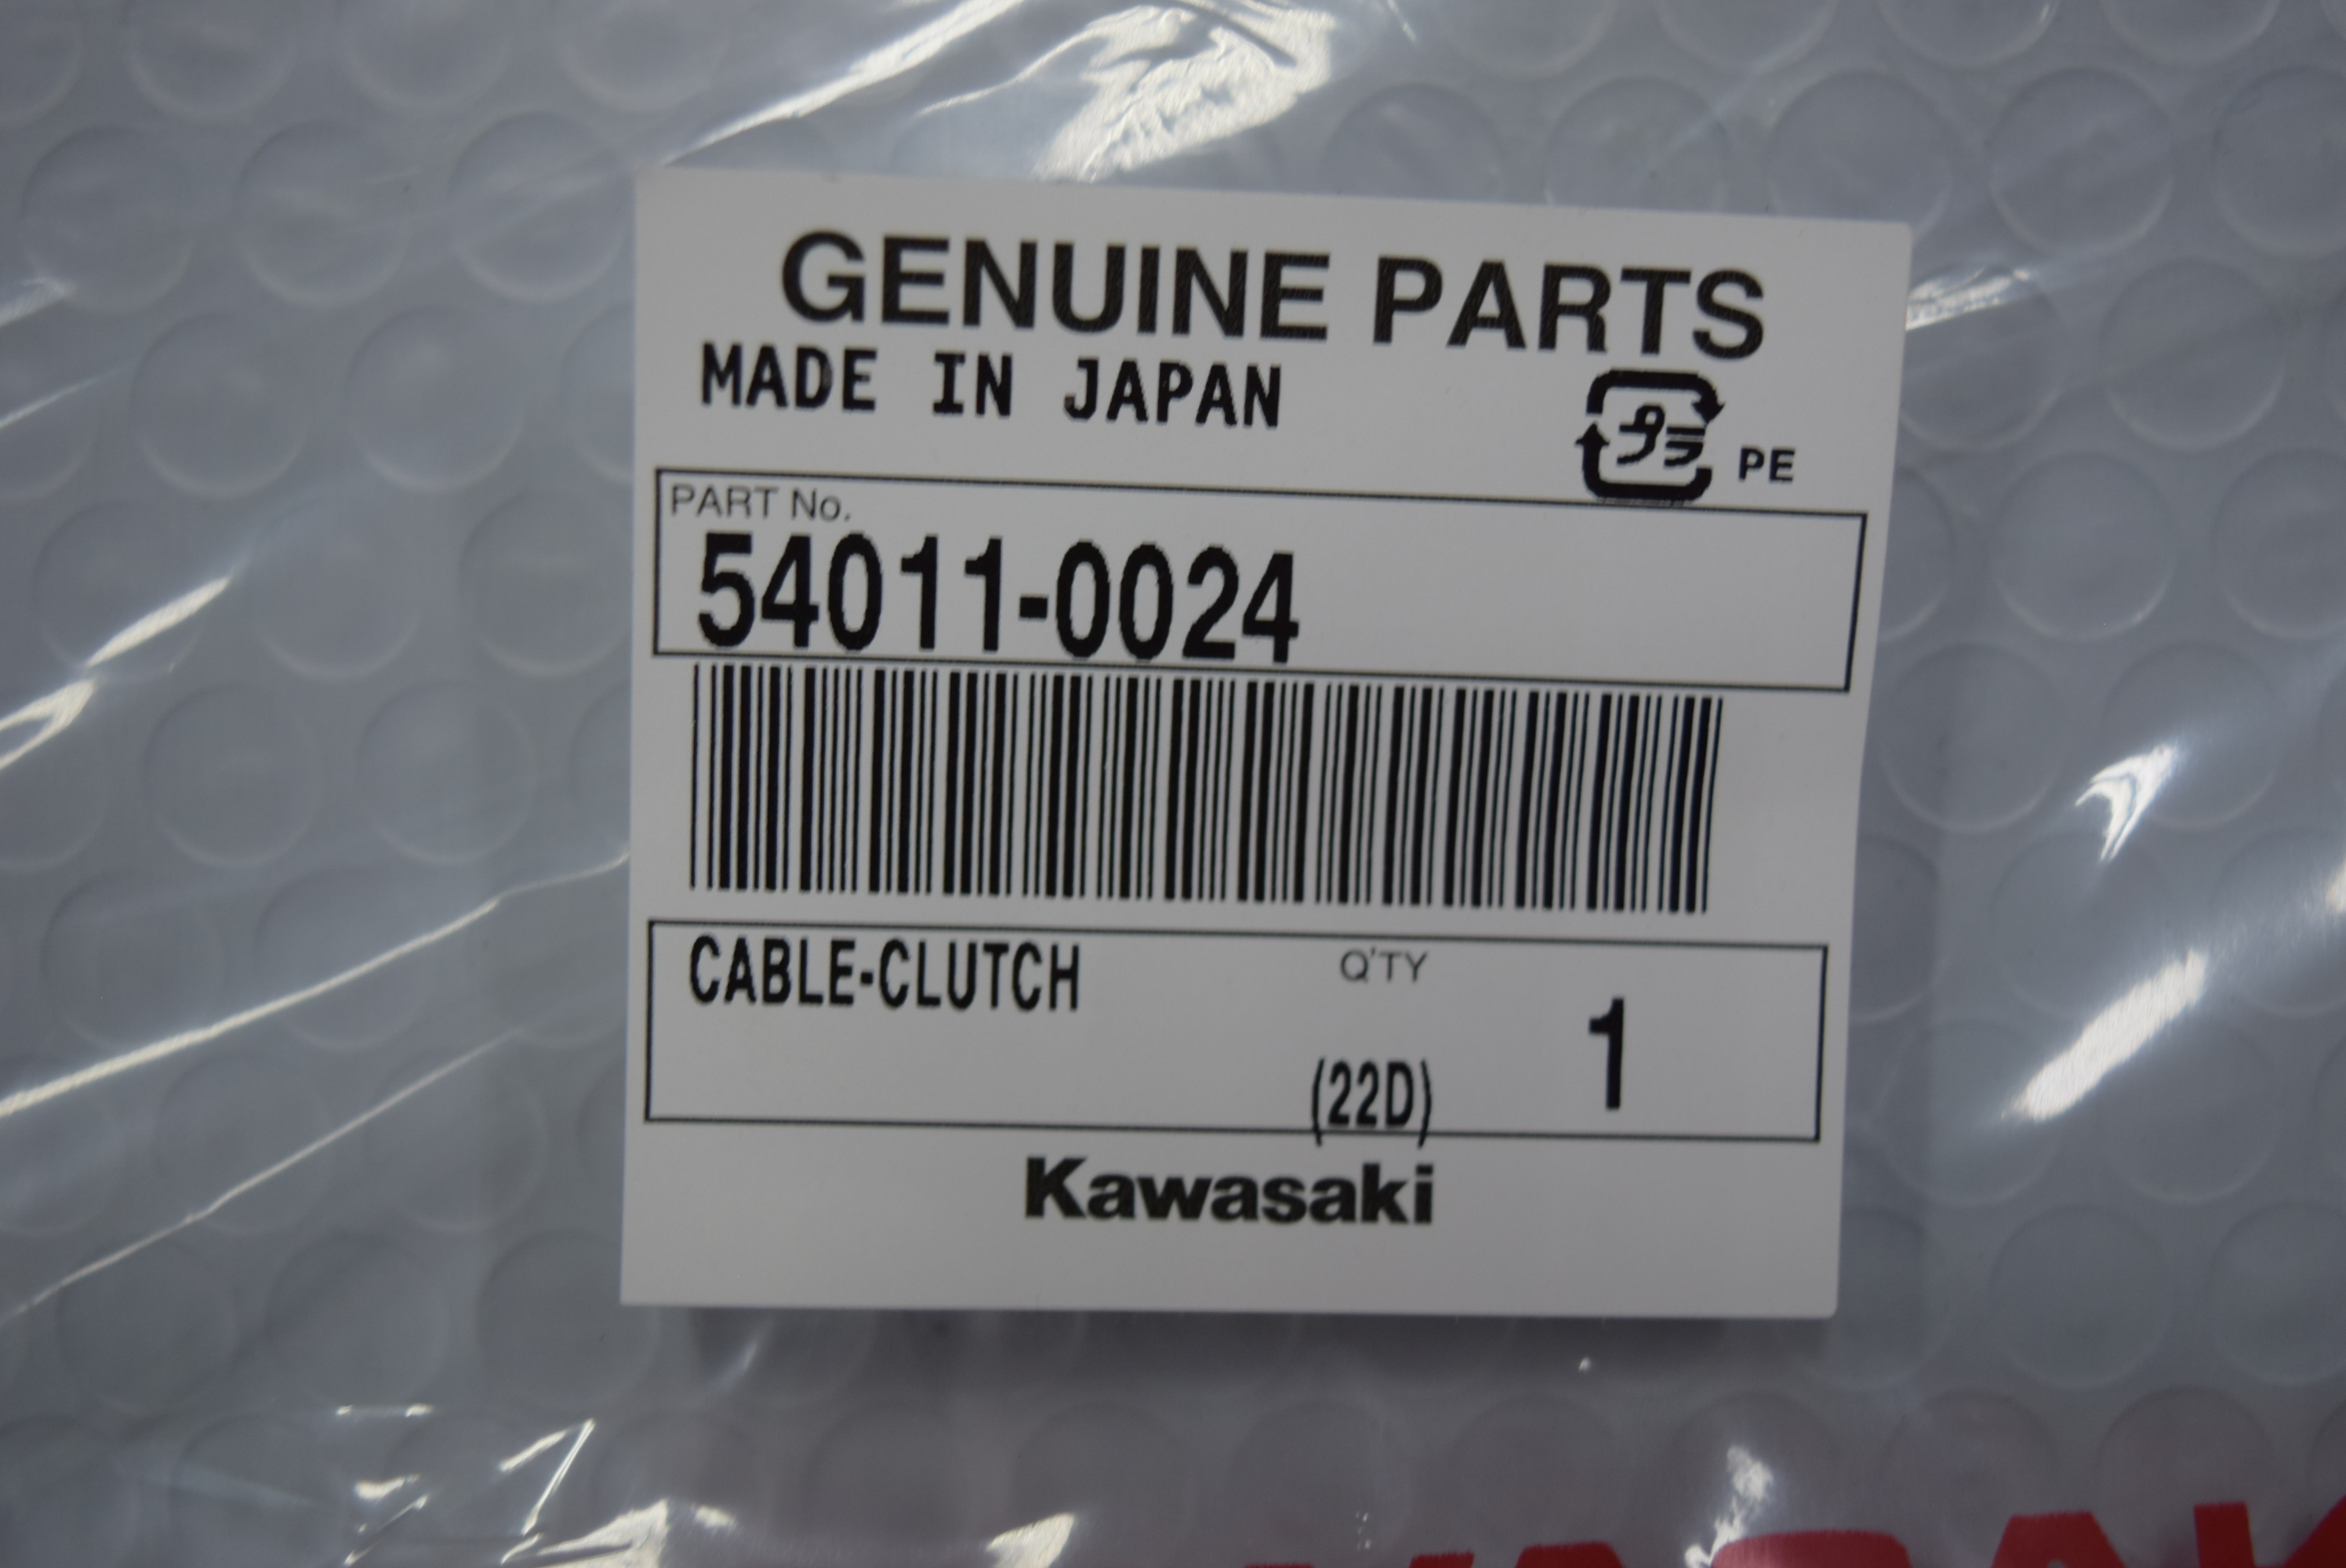 GENUINE PARTS
MADE IN JAPAN
プラ PE
PART No.
54011-0024
CABLE-CLUTCH
Q'TY
1
(22D)
Kawasaki